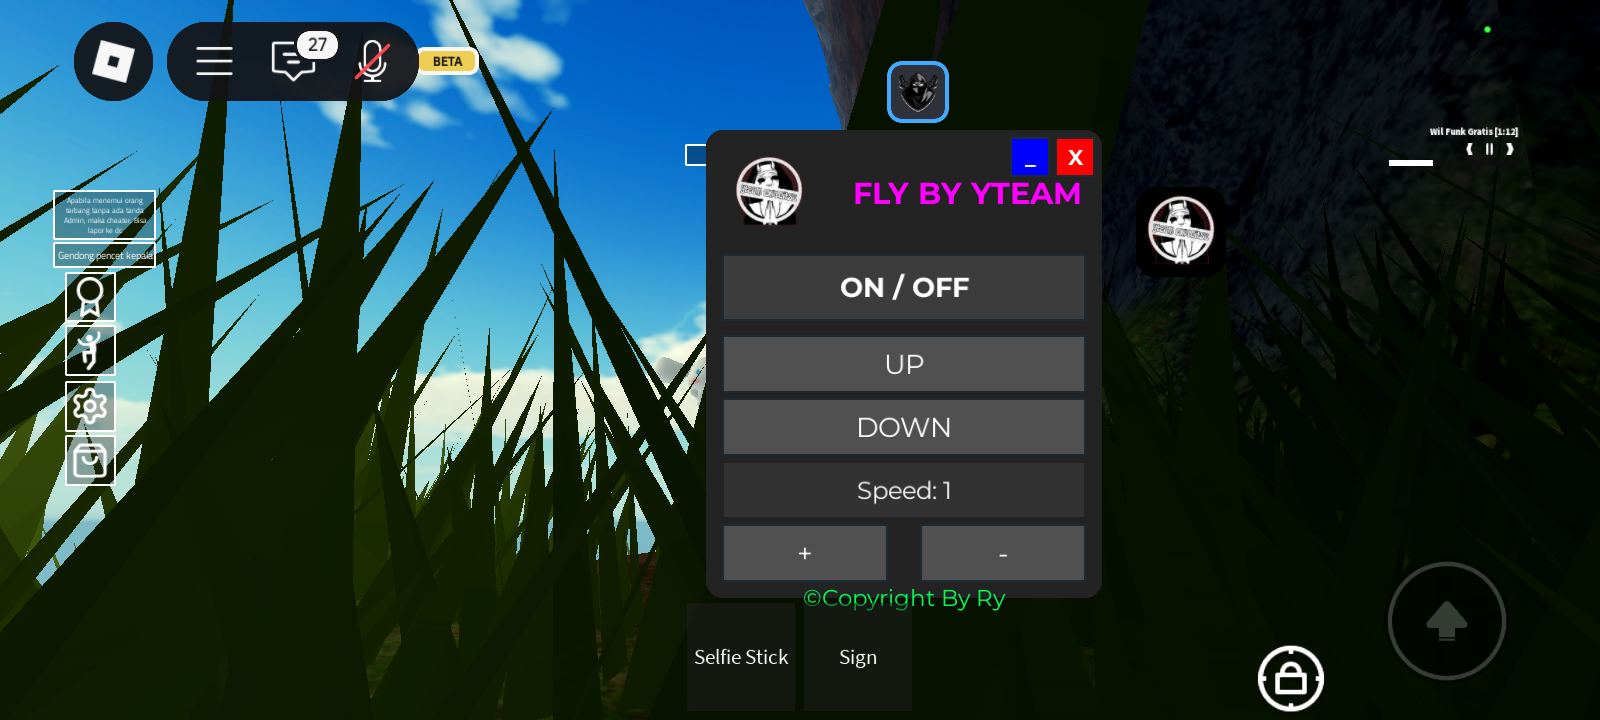 27
BETA
Wil Funk Gratis [1:12]
_
X
FLY BY YTEAM
Apabila menemui orang
terbang tanpa ada tanda
Admin, maka cheater. Bisa
lapor ke dc
Gendong pencet kepala
ON / OFF
UP
DOWN
Speed: 1
+
-
©Copyright By Ry
Selfie Stick
Sign